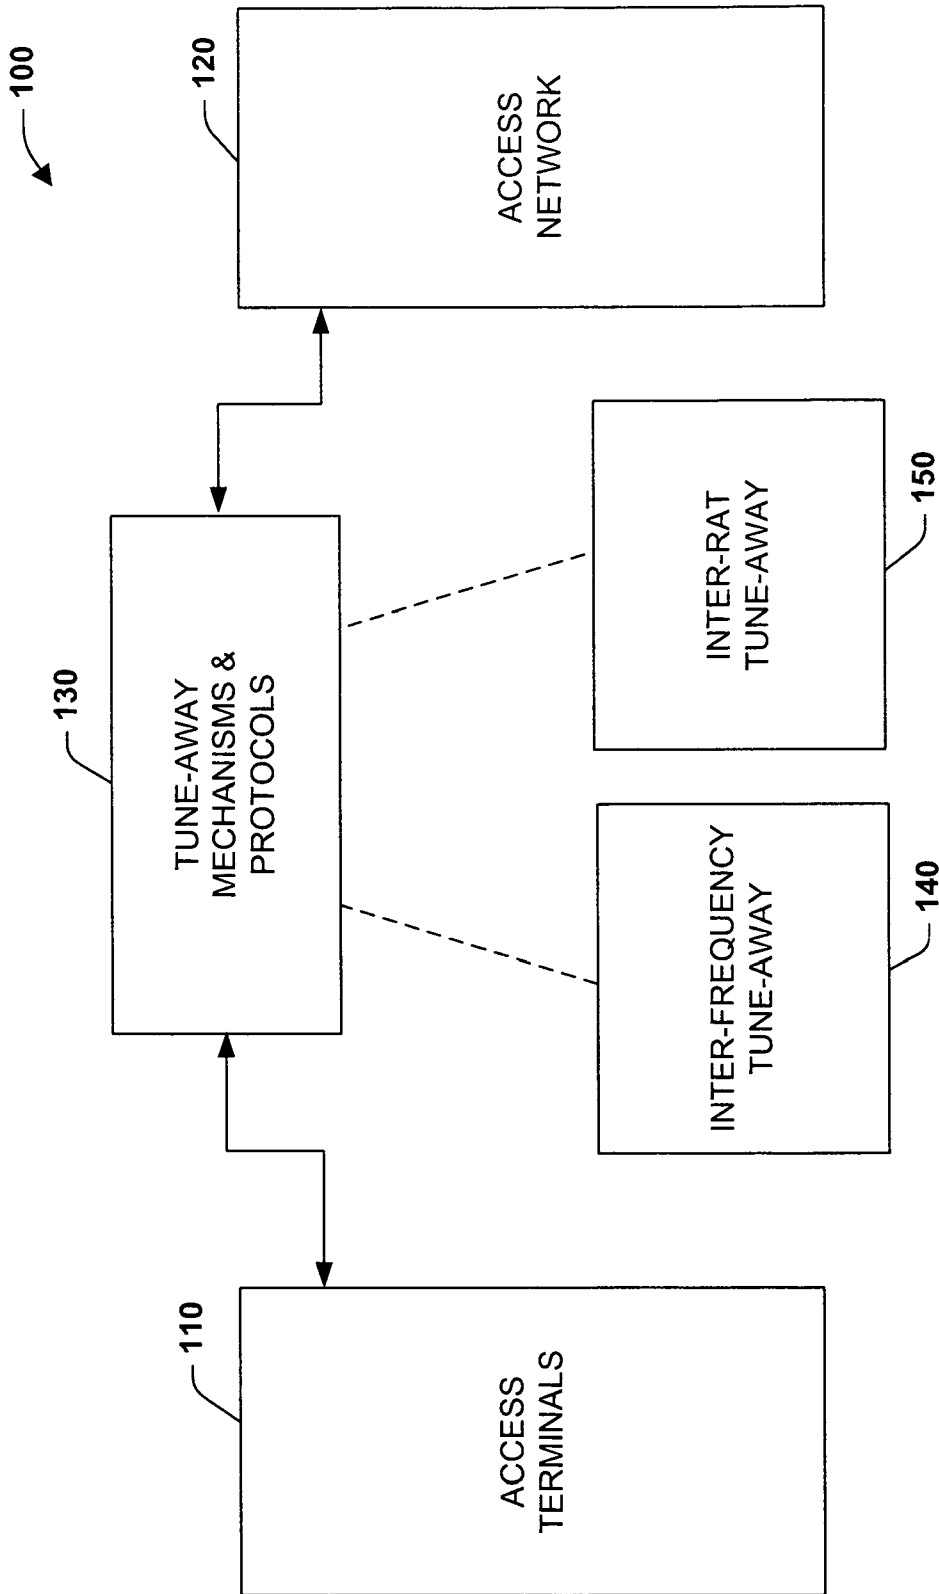 100
110
ACCESS
TERMINALS
130
TUNE-AWAY
MECHANISMS &
PROTOCOLS
120
ACCESS
NETWORK
INTER-FREQUENCY
TUNE-AWAY
140
INTER-RAT
TUNE-AWAY
150